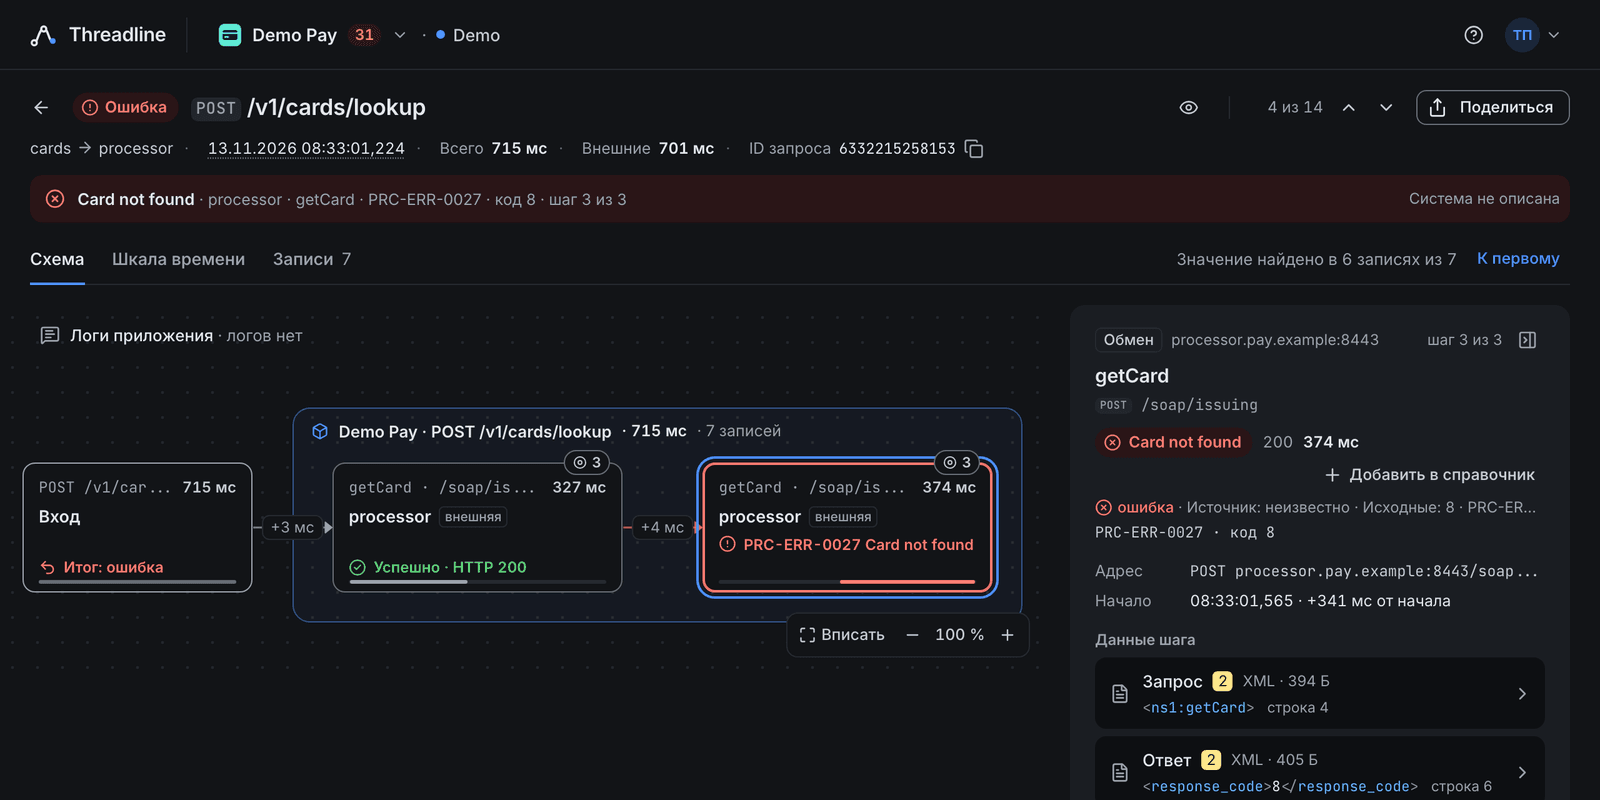 Threadline
Demo Pay 31 · Demo
ТП
Ошибка POST /v1/cards/lookup
4 из 14
Поделиться
cards → processor · 13.11.2026 08:33:01,224 · Всего 715 мс · Внешние 701 мс · ID запроса 6332215258153
Card not found · processor · getCard · PRC-ERR-0027 · код 8 · шаг 3 из 3
Система не описана
Схема Шкала времени Записи 7
Значение найдено в 6 записях из 7 К первому
Логи приложения · логов нет
Demo Pay · POST /v1/cards/lookup · 715 мс · 7 записей
POST /v1/car... 715 мс
Вход
Итог: ошибка
+3 мс
3
getCard · /soap/is... 327 мс
processor внешняя
Успешно · HTTP 200
+4 мс
3
getCard · /soap/is... 374 мс
processor внешняя
PRC-ERR-0027 Card not found
Вписать − 100 % +
Обмен processor.pay.example:8443 шаг 3 из 3
getCard
POST /soap/issuing
Card not found 200 374 мс
+ Добавить в справочник
ошибка · Источник: неизвестно · Исходные: 8 · PRC-ER...
PRC-ERR-0027 · код 8
Адрес POST processor.pay.example:8443/soap...
Начало 08:33:01,565 · +341 мс от начала
Данные шага
Запрос 2 XML · 394 Б
<ns1:getCard> строка 4
Ответ 2 XML · 405 Б
<response_code>8</response_code> строка 6